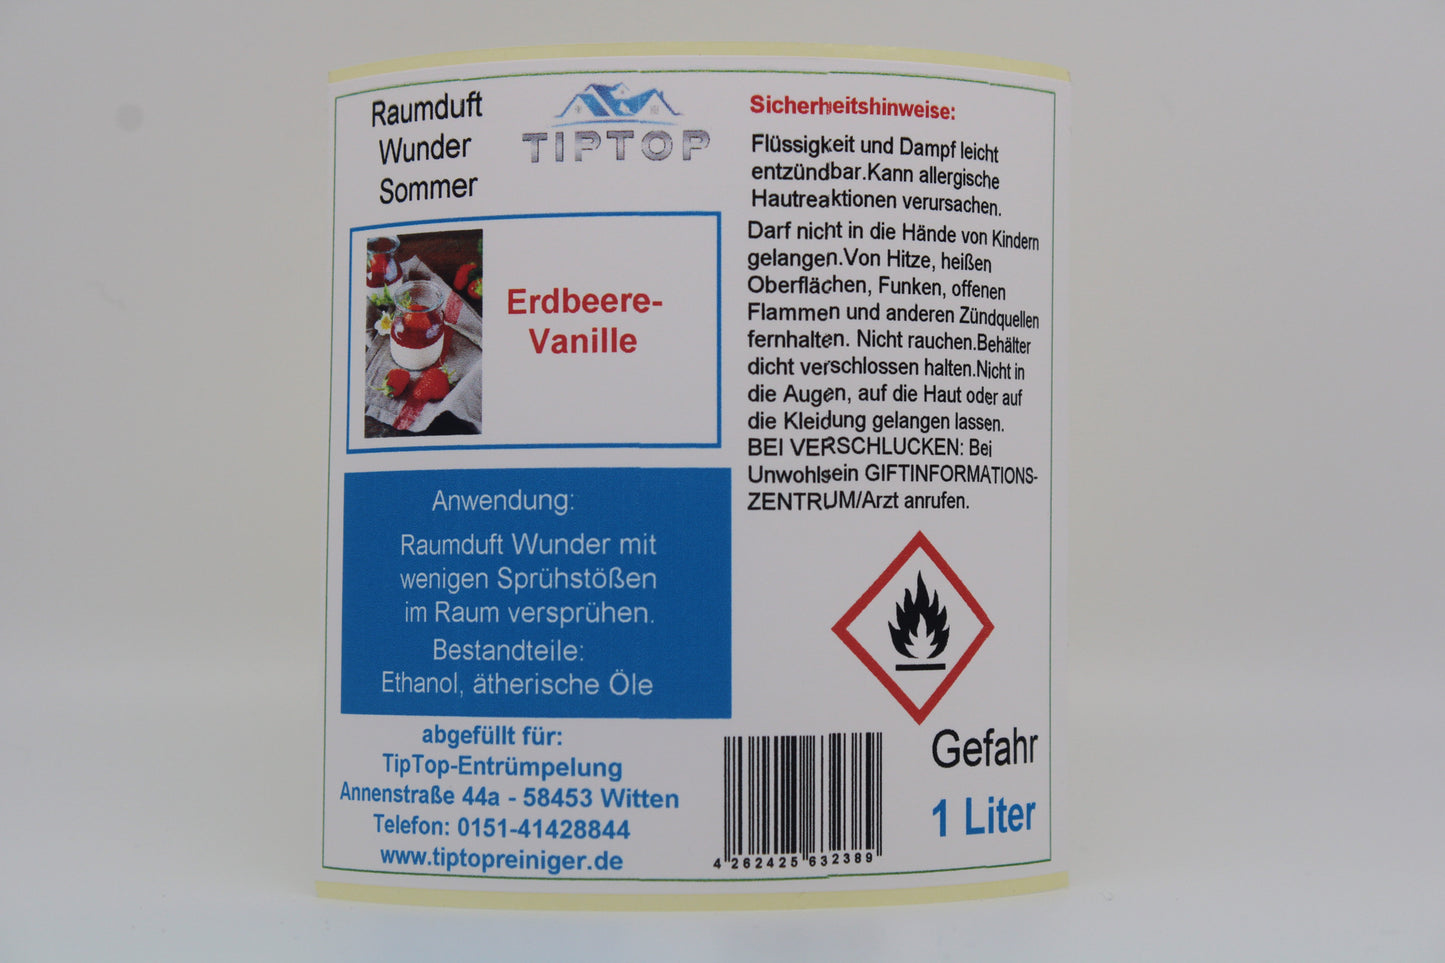 Raumduft
Wunder
Sommer
TIPTOP
Erdbeere-
Vanille
Anwendung:
Raumduft Wunder mit
wenigen Sprühstößen
im Raum versprühen.
Bestandteile:
Ethanol, ätherische Öle
abgefüllt für:
TipTop-Entrümpelung
Annenstraße 44a - 58453 Witten
Telefon: 0151-41428844
www.tiptopreiniger.de
Sicherheitshinweise:
Flüssigkeit und Dampf leicht
entzündbar.Kann allergische
Hautreaktionen verursachen.
Darf nicht in die Hände von Kindern
gelangen.Von Hitze, heißen
Oberflächen, Funken, offenen
Flammen und anderen Zündquellen
fernhalten. Nicht rauchen.Behälter
dicht verschlossen halten.Nicht in
die Augen, auf die Haut oder auf
die Kleidung gelangen lassen.
BEI VERSCHLUCKEN: Bei
Unwohlsein GIFTINFORMATIONS-
ZENTRUM/Arzt anrufen.
Gefahr
1 Liter
4 262425 632389